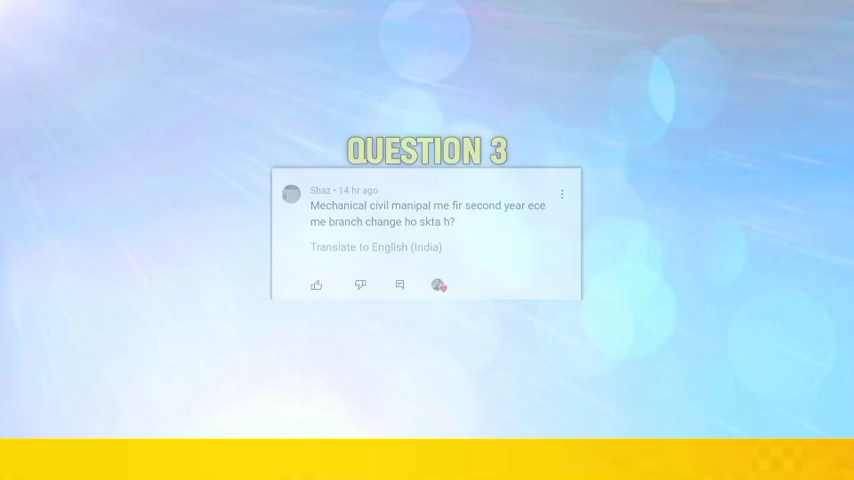 QUESTION 3
Shaz • 14 hr ago
Mechanical civil manipal me fir second year ece
me branch change ho skta h?
Translate to English (India)